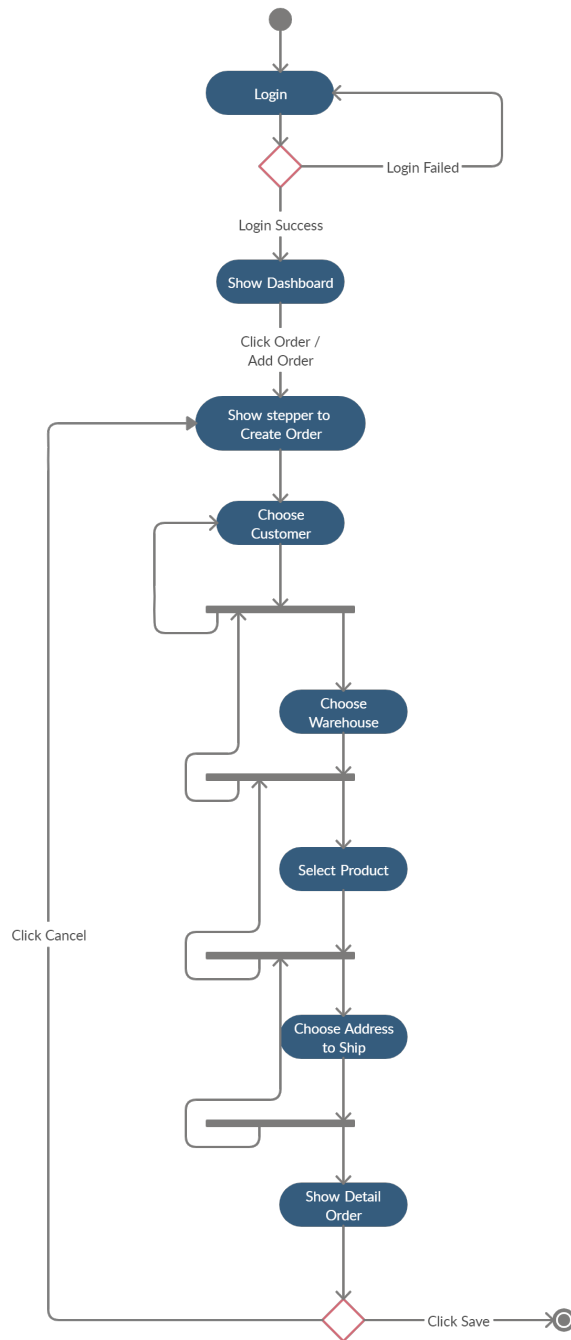 Login
Login Failed
Login Success
Show Dashboard
Click Order /
Add Order
Show stepper to
Create Order
Choose
Customer
Choose
Warehouse
Select Product
Click Cancel
Choose Address
to Ship
Show Detail
Order
Click Save